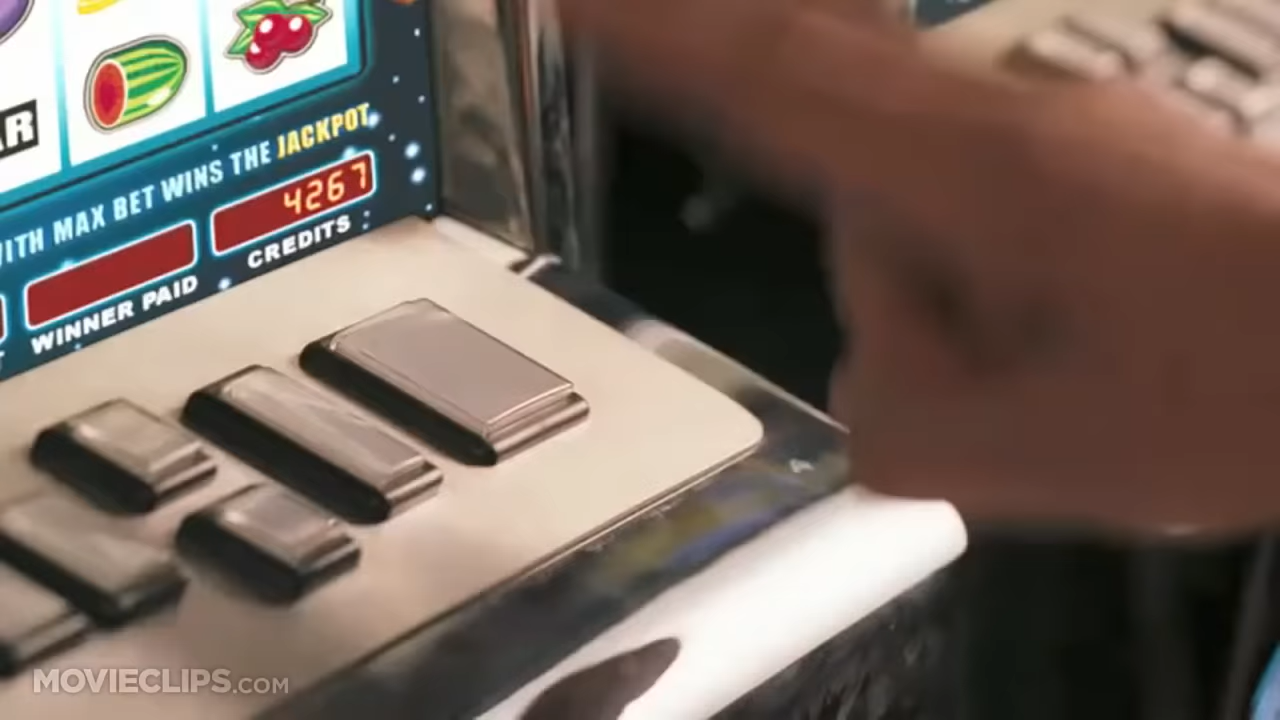 AR
WITH MAX BET WINS THE JACKPOT
4267
WINNER PAID
CREDITS
MOVIECLIPS.COM